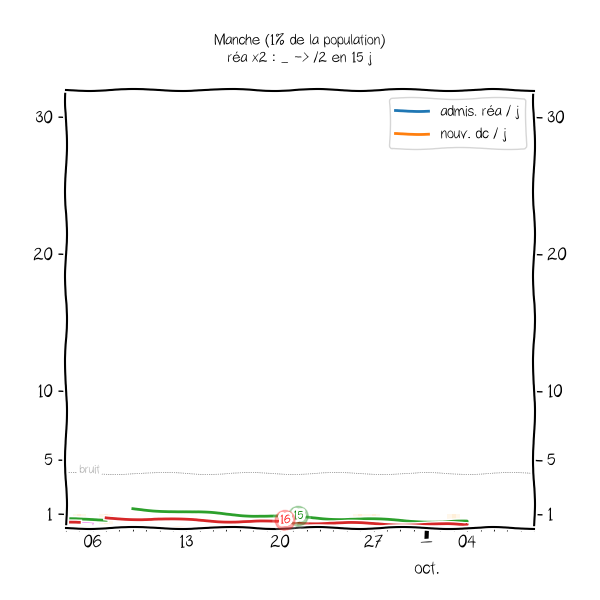 Manche (1% de la population)
réa x2 : _ -> /2 en 15 j
admis. réa / j
nouv. dc / j
30 30
20 20
10 10
5 5
bruit
1 1
16 15
06 13 20 27 04
oct.